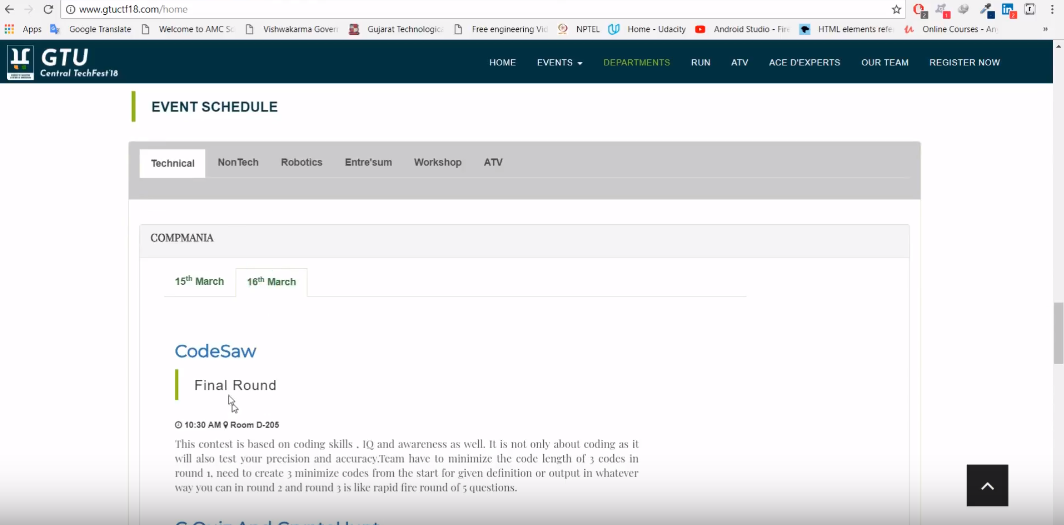 www.gtuctf18.com/home
Apps Google Translate Welcome to AMC Sc Vishwakarma Govern Gujarat Technologica Free engineering Vid NPTEL Home - Udacity Android Studio - Fir HTML elements refer Online Courses - An »
GTU
Central TechFest'18
HOME EVENTS DEPARTMENTS RUN ATV ACE D'EXPERTS OUR TEAM REGISTER NOW
EVENT SCHEDULE
Technical NonTech Robotics Entre'sum Workshop ATV
COMPMANIA
15th March 16th March
CodeSaw
Final Round
10:30 AM Room D-205
This contest is based on coding skills , IQ and awareness as well. It is not only about coding as it
will also test your precision and accuracy.Team have to minimize the code length of 3 codes in
round 1, need to create 3 minimize codes from the start for given definition or output in whatever
way you can in round 2 and round 3 is like rapid fire round of 5 questions.